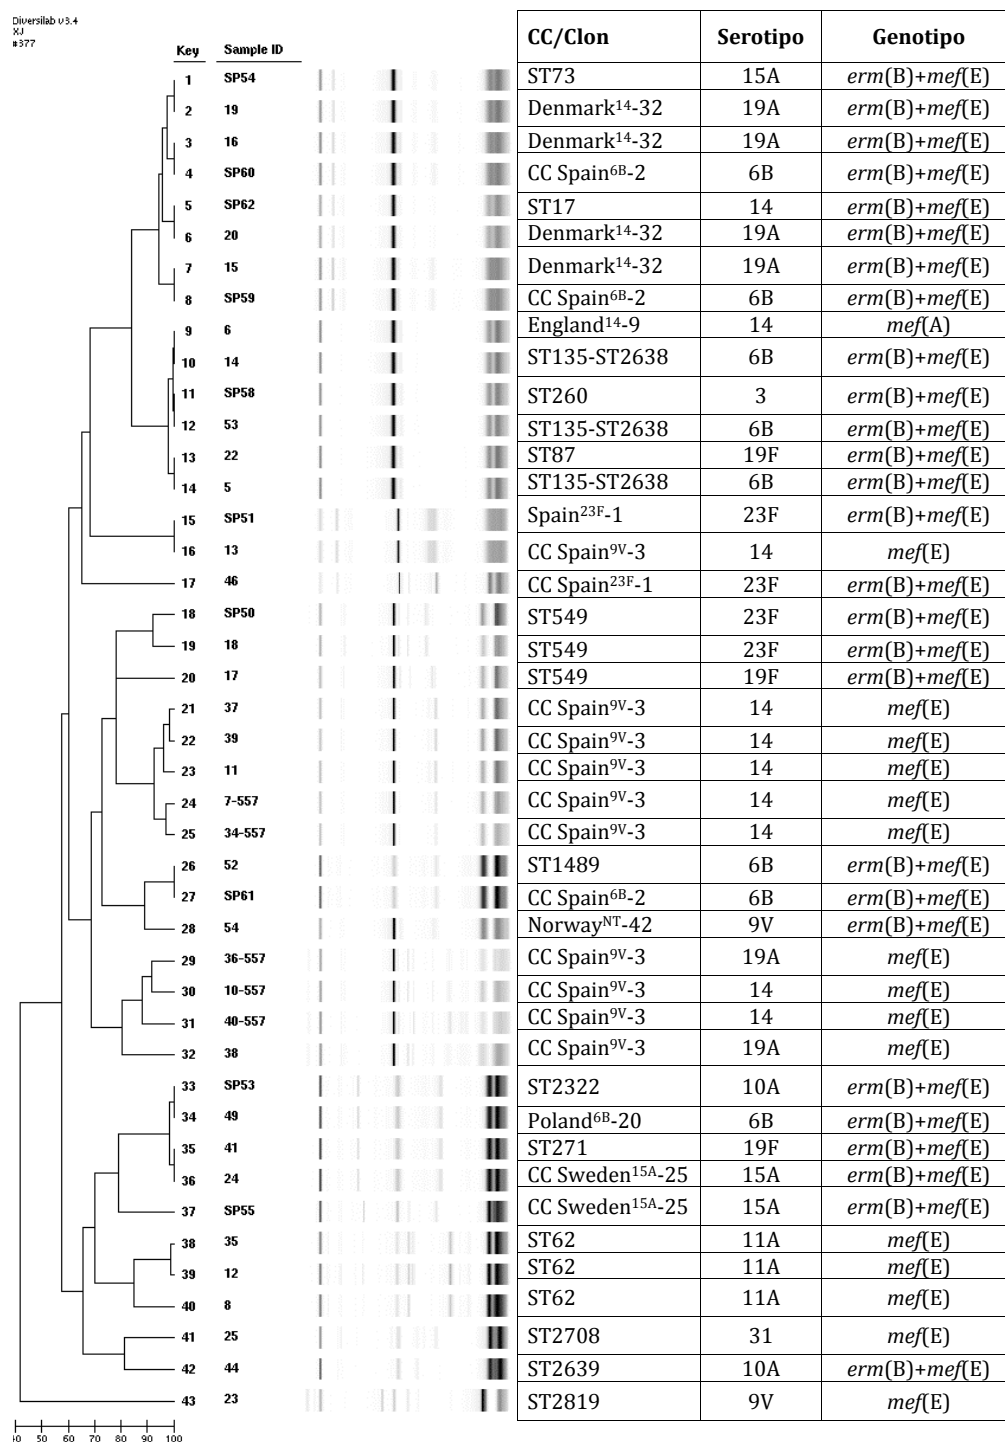 Diversilab v3.4
XJ
#377
Key Sample ID CC/Clon Serotipo Genotipo
1 SP54 ST73 15A erm(B)+mef(E)
2 19 Denmark14-32 19A erm(B)+mef(E)
3 16 Denmark14-32 19A erm(B)+mef(E)
4 SP60 CC Spain6B-2 6B erm(B)+mef(E)
5 SP62 ST17 14 erm(B)+mef(E)
6 20 Denmark14-32 19A erm(B)+mef(E)
7 15 Denmark14-32 19A erm(B)+mef(E)
8 SP59 CC Spain6B-2 6B erm(B)+mef(E)
9 6 England14-9 14 mef(A)
10 14 ST135-ST2638 6B erm(B)+mef(E)
11 SP58 ST260 3 erm(B)+mef(E)
12 53 ST135-ST2638 6B erm(B)+mef(E)
13 22 ST87 19F erm(B)+mef(E)
14 5 ST135-ST2638 6B erm(B)+mef(E)
15 SP51 Spain23F-1 23F erm(B)+mef(E)
16 13 CC Spain9V-3 14 mef(E)
17 46 CC Spain23F-1 23F erm(B)+mef(E)
18 SP50 ST549 23F erm(B)+mef(E)
19 18 ST549 23F erm(B)+mef(E)
20 17 ST549 19F erm(B)+mef(E)
21 37 CC Spain9V-3 14 mef(E)
22 39 CC Spain9V-3 14 mef(E)
23 11 CC Spain9V-3 14 mef(E)
24 7-557 CC Spain9V-3 14 mef(E)
25 34-557 CC Spain9V-3 14 mef(E)
26 52 ST1489 6B erm(B)+mef(E)
27 SP61 CC Spain6B-2 6B erm(B)+mef(E)
28 54 NorwayNT-42 9V erm(B)+mef(E)
29 36-557 CC Spain9V-3 19A mef(E)
30 10-557 CC Spain9V-3 14 mef(E)
31 40-557 CC Spain9V-3 14 mef(E)
32 38 CC Spain9V-3 19A mef(E)
33 SP53 ST2322 10A erm(B)+mef(E)
34 49 Poland6B-20 6B erm(B)+mef(E)
35 41 ST271 19F erm(B)+mef(E)
36 24 CC Sweden15A-25 15A erm(B)+mef(E)
37 SP55 CC Sweden15A-25 15A erm(B)+mef(E)
38 35 ST62 11A mef(E)
39 12 ST62 11A mef(E)
40 8 ST62 11A mef(E)
41 25 ST2708 31 mef(E)
42 44 ST2639 10A erm(B)+mef(E)
43 23 ST2819 9V mef(E)
50 60 70 80 90 100